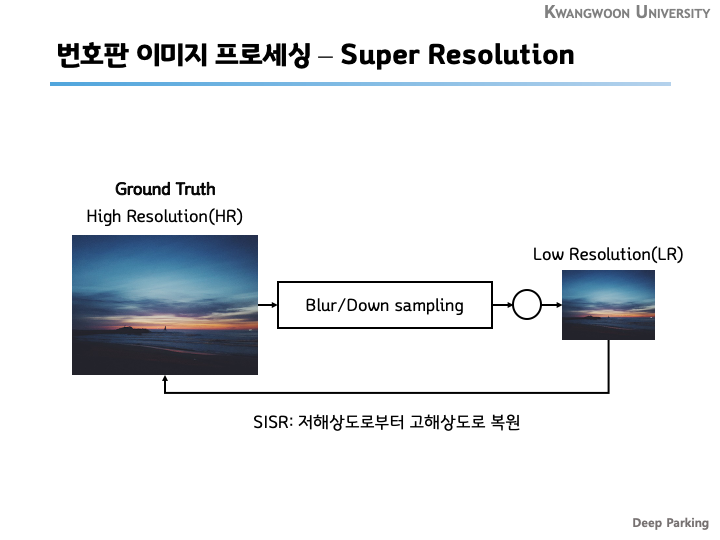 KWANGWOON UNIVERSITY
번호판 이미지 프로세싱 – Super Resolution
Ground Truth
High Resolution(HR)
Low Resolution(LR)
Blur/Down sampling
SISR: 저해상도로부터 고해상도로 복원
Deep Parking